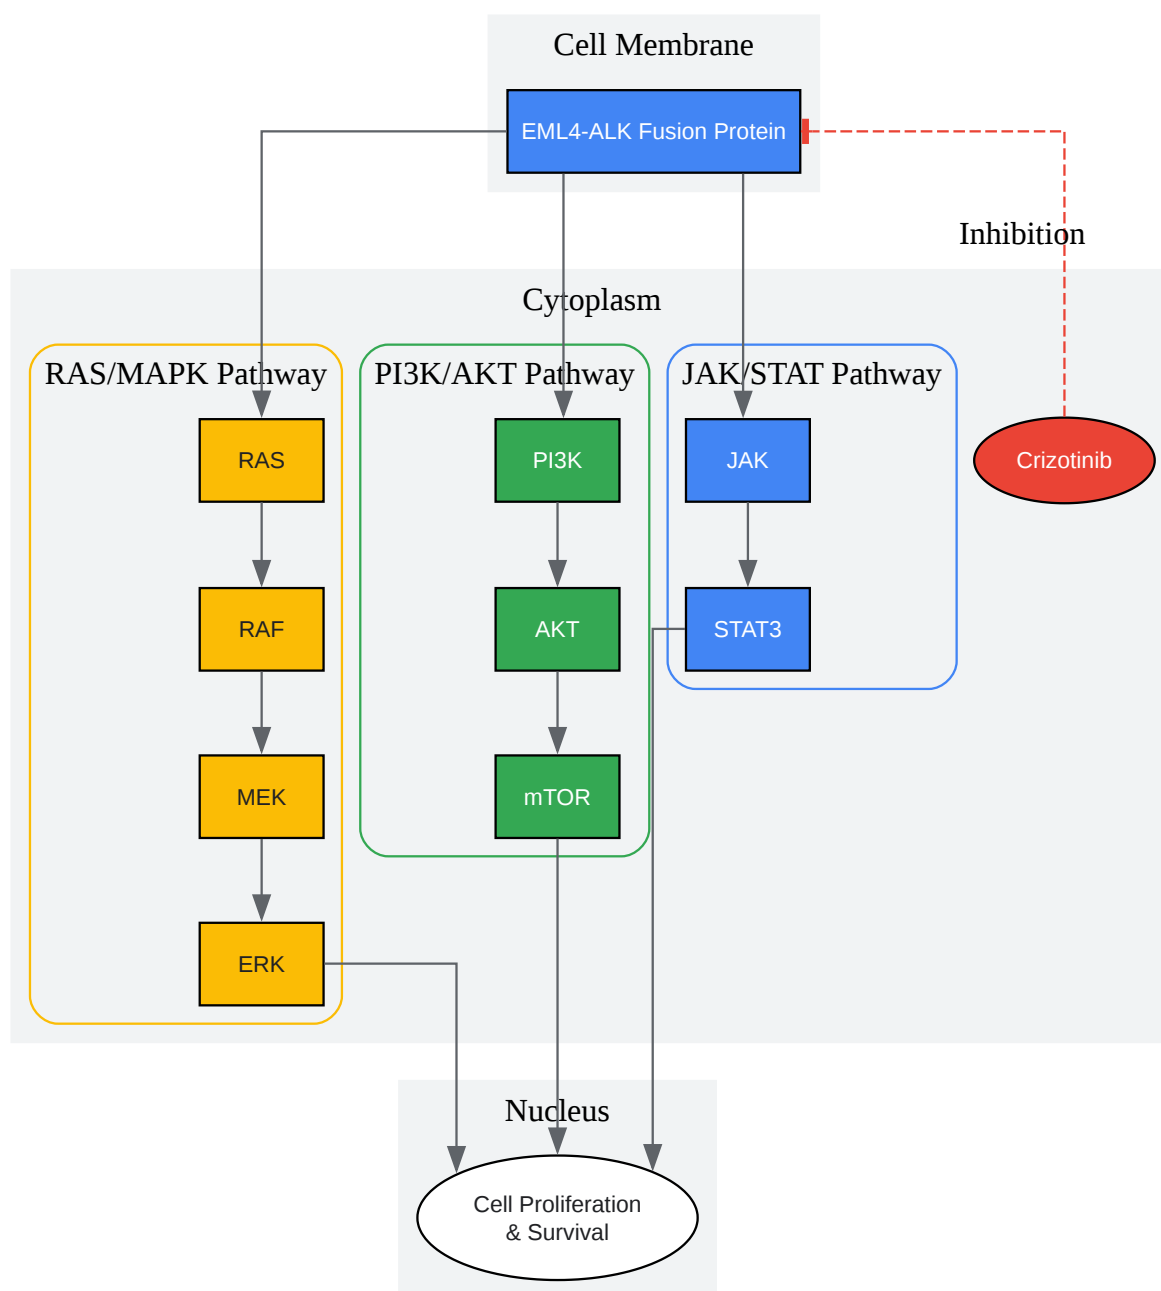 Cell Membrane
EML4-ALK Fusion Protein
Inhibition
Cytoplasm
RAS/MAPK Pathway
PI3K/AKT Pathway
JAK/STAT Pathway
RAS
PI3K
JAK
Crizotinib
RAF
AKT
STAT3
MEK
mTOR
ERK
Nucleus
Cell Proliferation
& Survival